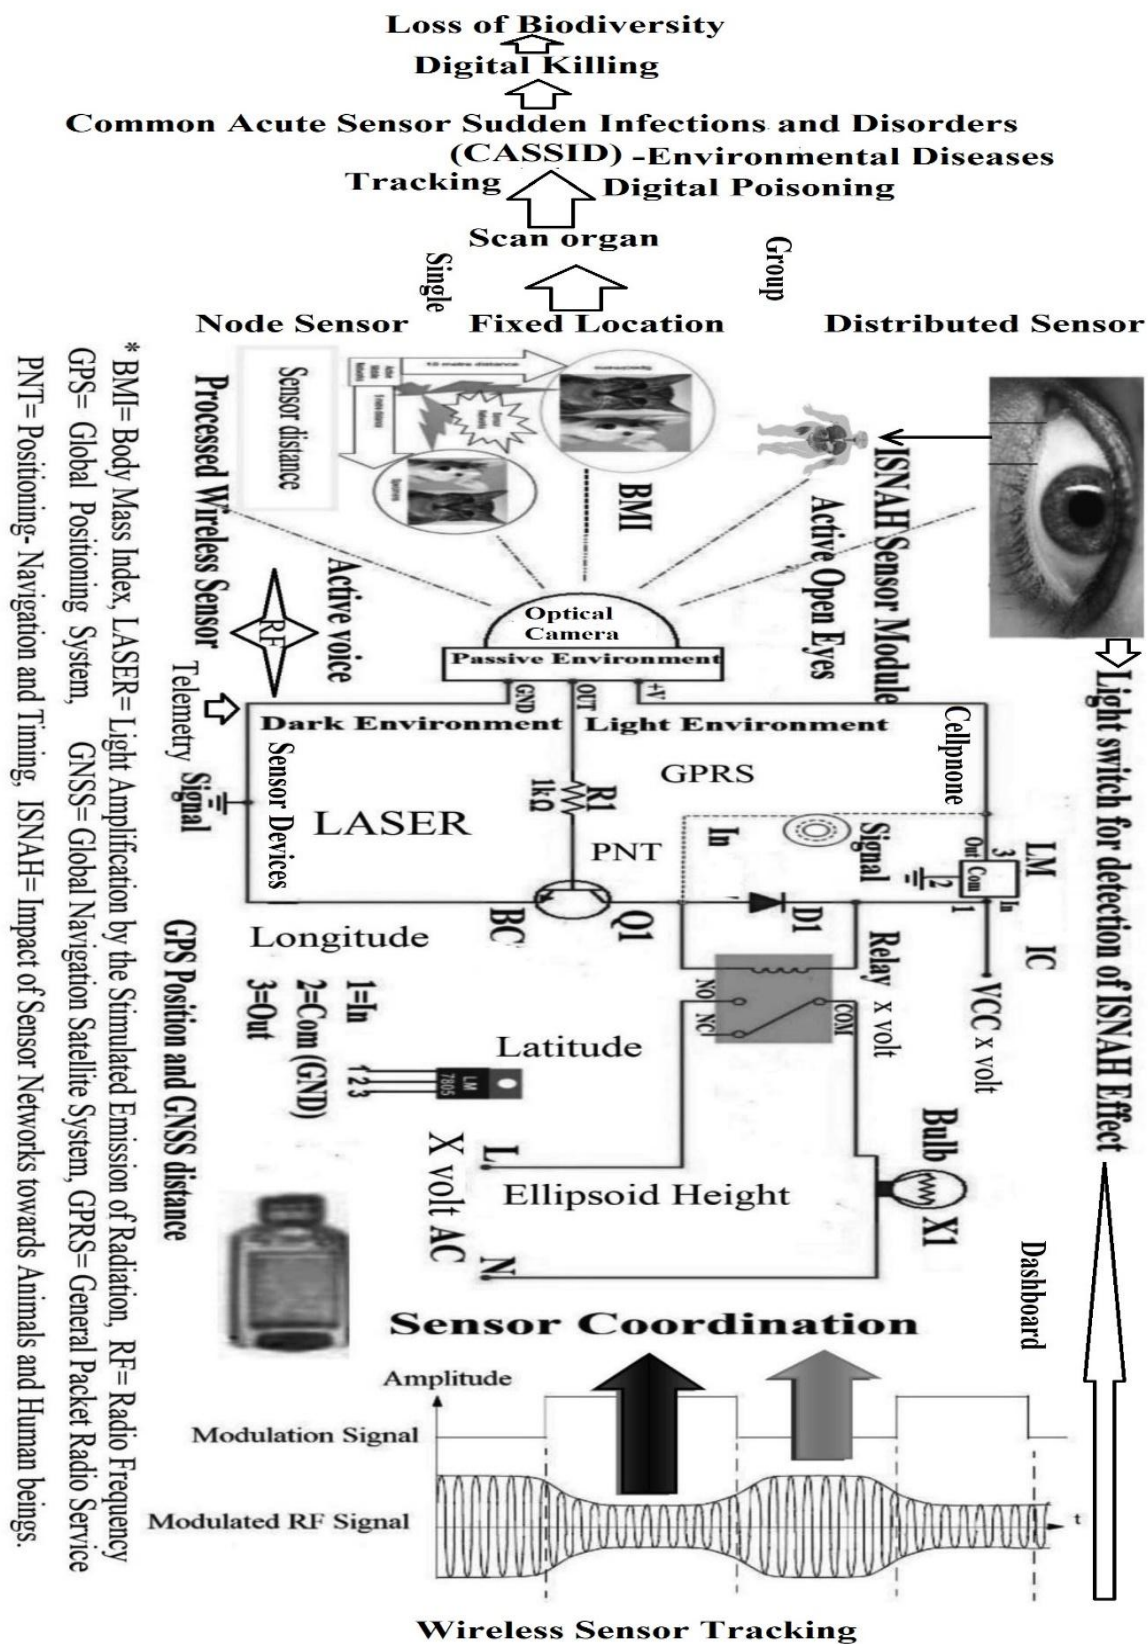 Loss of Biodiversity
Digital Killing
Common Acute Sensor Sudden Infections and Disorders
(CASSID) -Environmental Diseases
Tracking
Digital Poisoning
Scan organ
Single
Group
Node Sensor
Fixed Location
Distributed Sensor
10 metre distance
Sensor distance
BMI
ISNAH Sensor Module
Active Open Eyes
Processed Wireless Sensor
Active voice
RF
Optical
Camera
Passive Environment
GND
OUT
+V
Dark Environment
Light Environment
Telemetry
Signal
Sensor Devices
LASER
R1
1kΩ
GPRS
PNT
Cellpnone
Light switch for detection of ISNAH Effect
In
Signal
LM
IC
Out
Com
In
3
2
1
VCC x volt
BC
Q1
D1
Relay x volt
NO
NC
COM
Longitude
Latitude
1=In
2=Com (GND)
3=Out
LM
7805
1 2 3
GPS Position and GNSS distance
Bulb
X1
L
X volt AC
N
Ellipsoid Height
Dashboard
Sensor Coordination
Amplitude
Modulation Signal
Modulated RF Signal
t
Wireless Sensor Tracking
* BMI= Body Mass Index, LASER= Light Amplification by the Stimulated Emission of Radiation, RF= Radio Frequency
GPS= Global Positioning System, GNSS= Global Navigation Satellite System, GPRS= General Packet Radio Service
PNT= Positioning- Navigation and Timing, ISNAH= Impact of Sensor Networks towards Animals and Human beings.